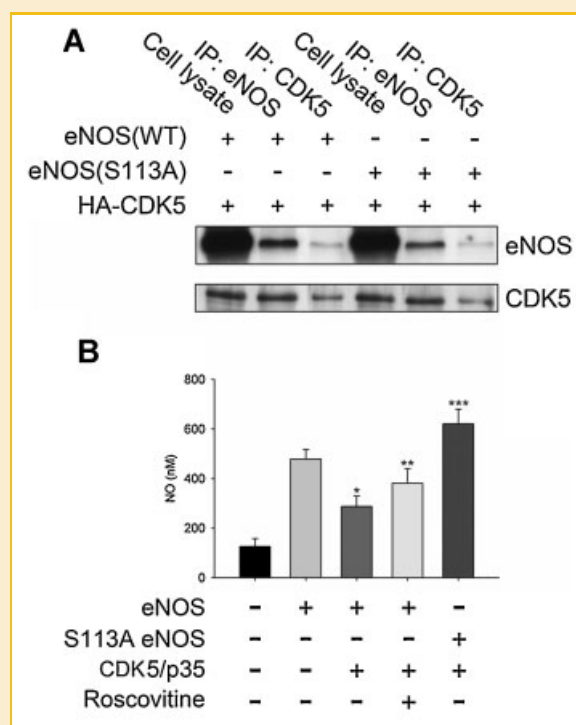 A
Cell lysate
IP: eNOS
IP: CDK5
Cell lysate
IP: eNOS
IP: CDK5
eNOS(WT) + + + - - -
eNOS(S113A) - - - + + +
HA-CDK5 + + + + + +
eNOS
CDK5
B
800
600
400
200
0
NO (nM)
*
**
***
eNOS - + + + -
S113A eNOS - - - - +
CDK5/p35 - - + + +
Roscovitine - - - + -